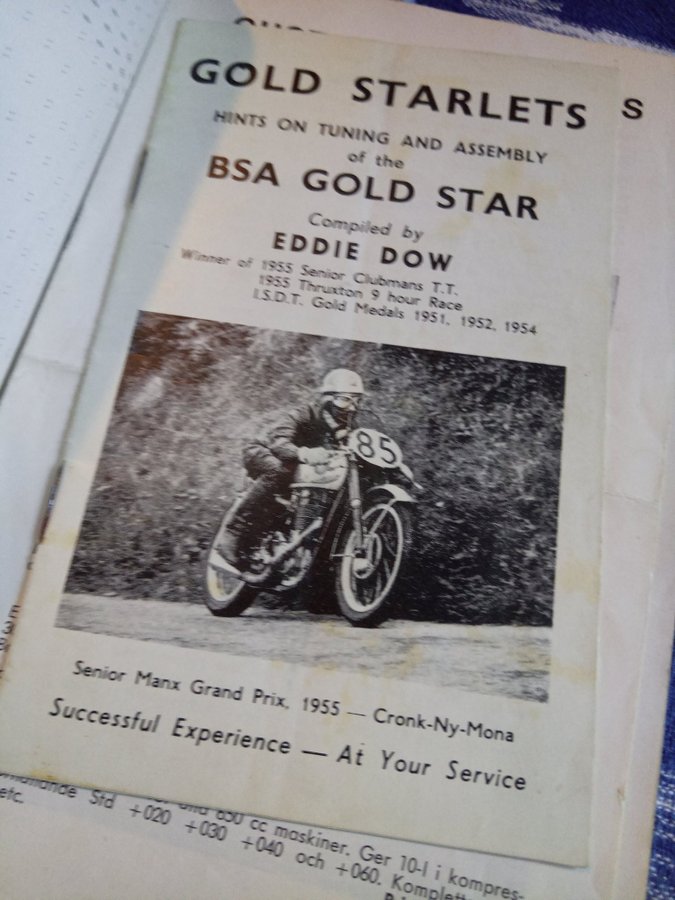 GOLD STARLETS
HINTS ON TUNING AND ASSEMBLY
of the
BSA GOLD STAR
Compiled by
EDDIE DOW
Winner of 1955 Senior Clubmans T.T.
1955 Thruxton 9 hour Race
I.S.D.T. Gold Medals 1951, 1952, 1954
85
Senior Manx Grand Prix, 1955 — Cronk-Ny-Mona
Successful Experience — At Your Service
S
650 cc maskiner. Ger 10-1 i kompres-
Std +020 +030 +040 och +060. Komplett
etc.